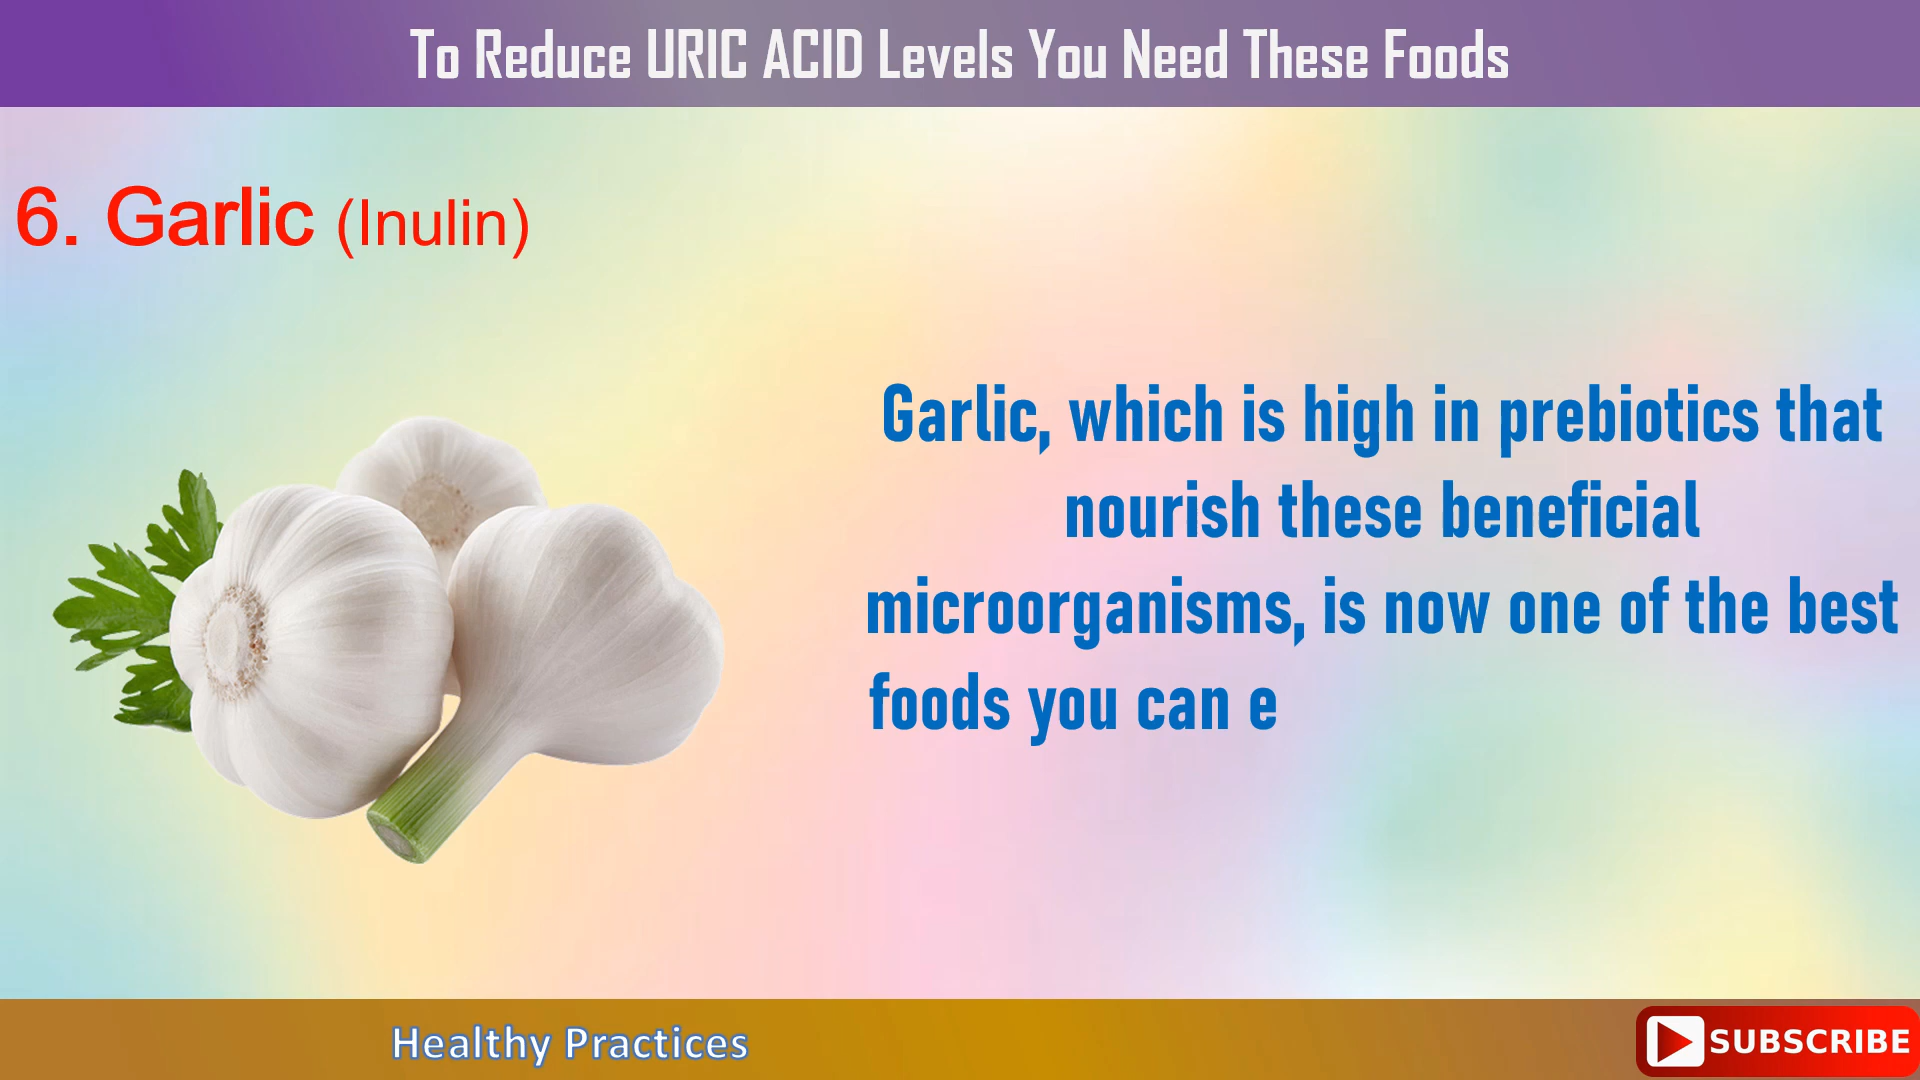 To Reduce URIC ACID Levels You Need These Foods
6. Garlic (Inulin)
Garlic, which is high in prebiotics that
nourish these beneficial
microorganisms, is now one of the best
foods you can e
Healthy Practices
SUBSCRIBE